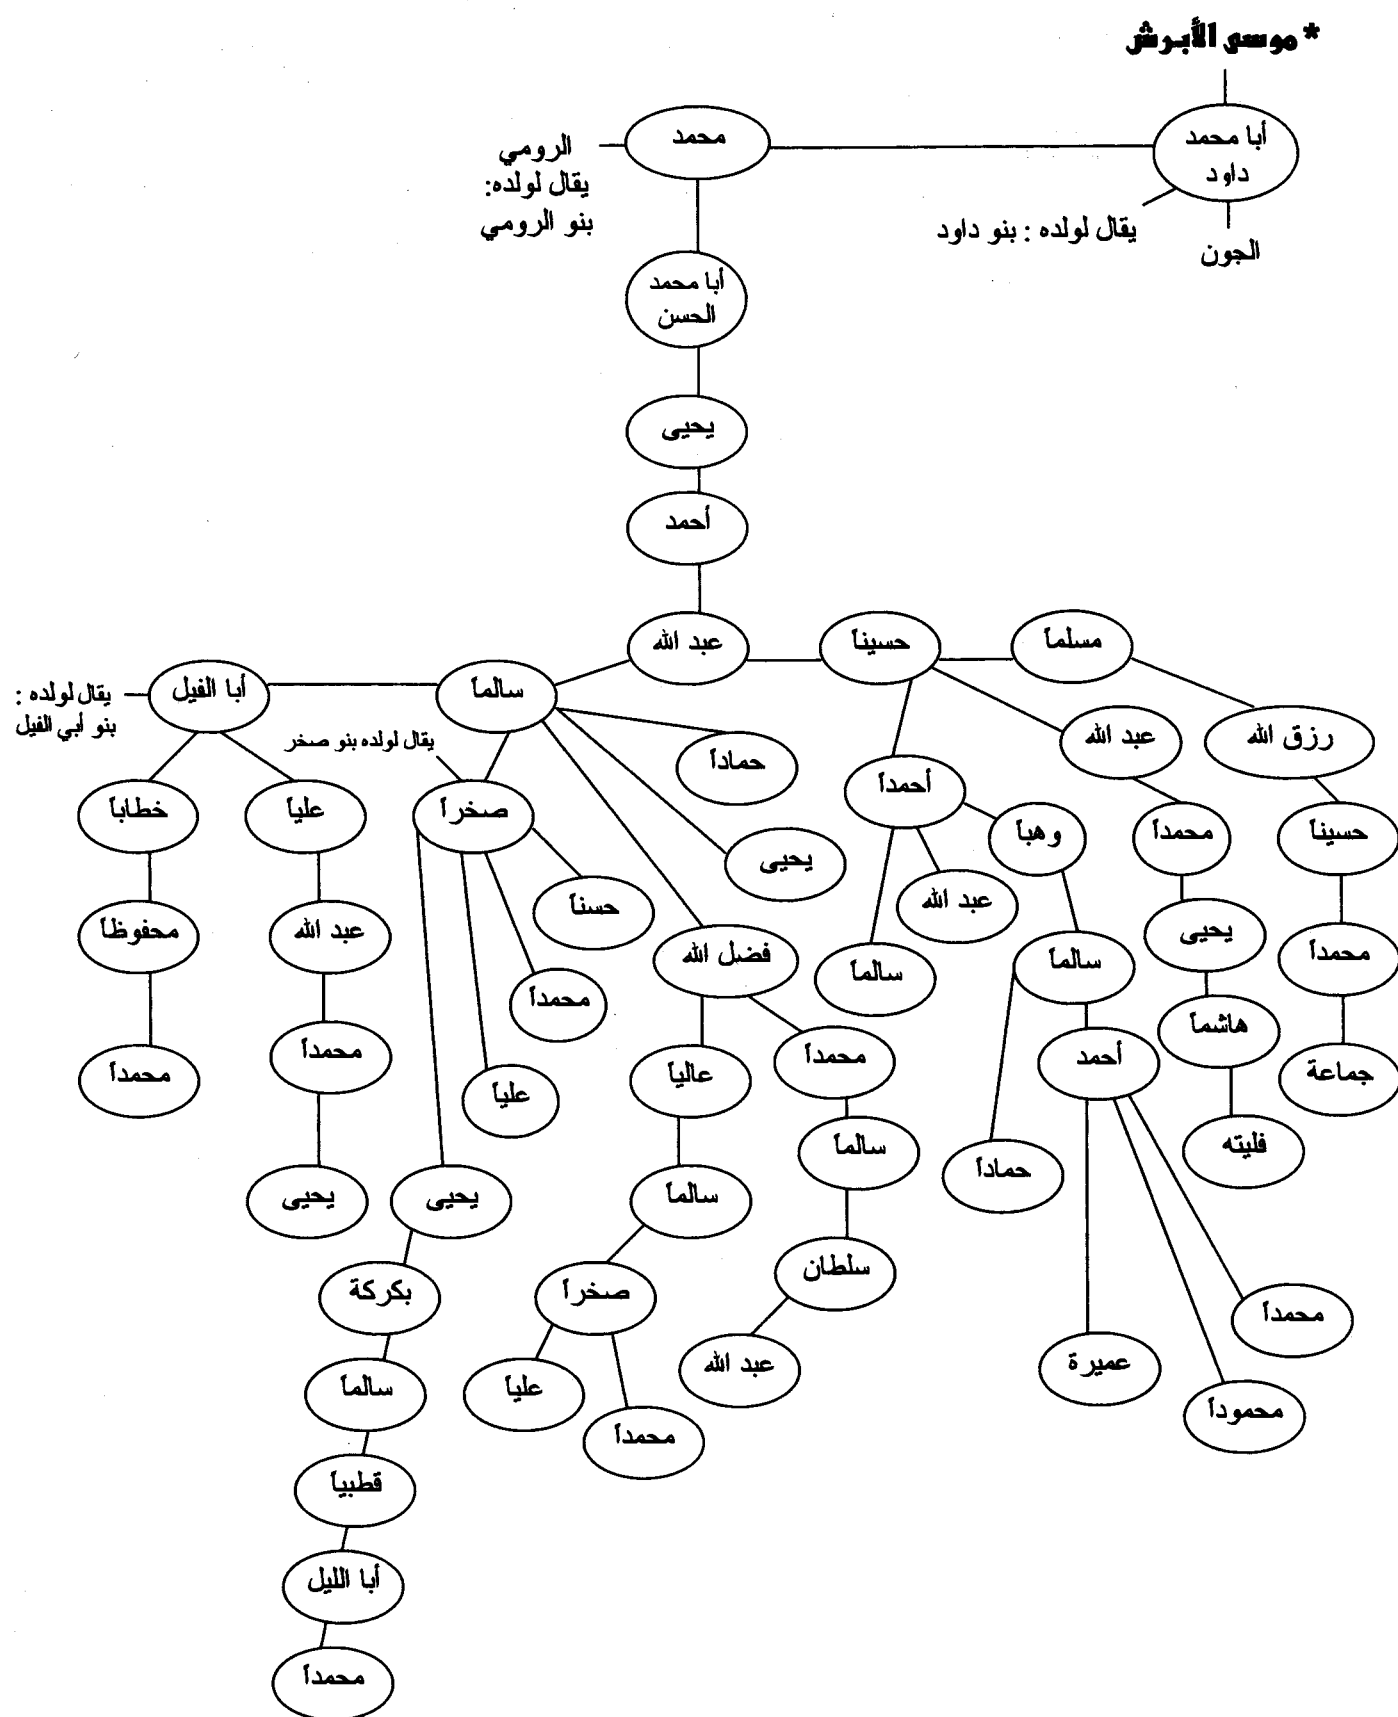 * موسى الأبرش
أبا محمد
داود
محمد
الرومي
يقال لولده:
بنو الرومي
يقال لولده : بنو داود
الجون
أبا محمد
الحسن
يحيى
أحمد
عبد الله
حسيناً
مسلماً
سالماً
أبا الفيل
يقال لولده :
بنو أبي الفيل
رزق الله
عبد الله
يقال لولده بنو صخر
حماداً
أحمداً
خطاباً
علياً
صخراً
وهباً
محمداً
حسيناً
يحيى
حسناً
عبد الله
محفوظاً
عبد الله
يحيى
فضل الله
سالماً
سالماً
محمداً
محمداً
هاشماً
أحمد
محمداً
محمداً
عالياً
محمداً
جماعة
علياً
سالماً
فليته
حماداً
يحيى
يحيى
سالماً
سلطان
بكركة
صخراً
محمداً
عميرة
عبد الله
سالماً
علياً
محموداً
محمداً
قطبياً
أبا الليل
محمداً